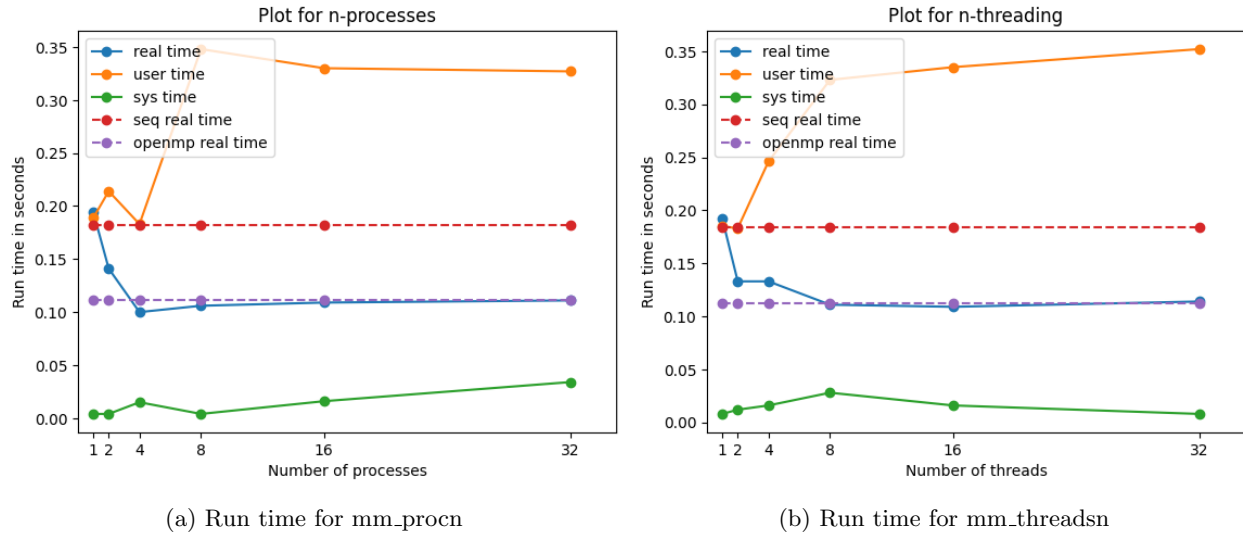 Plot for n-processes
0.35
0.30
0.25
0.20
0.15
0.10
0.05
0.00
Run time in seconds
real time
user time
sys time
seq real time
openmp real time
1 2 4 8 16 32
Number of processes
(a) Run time for mm_procn
Plot for n-threading
0.35
0.30
0.25
0.20
0.15
0.10
0.05
0.00
Run time in seconds
real time
user time
sys time
seq real time
openmp real time
1 2 4 8 16 32
Number of threads
(b) Run time for mm_threadsn